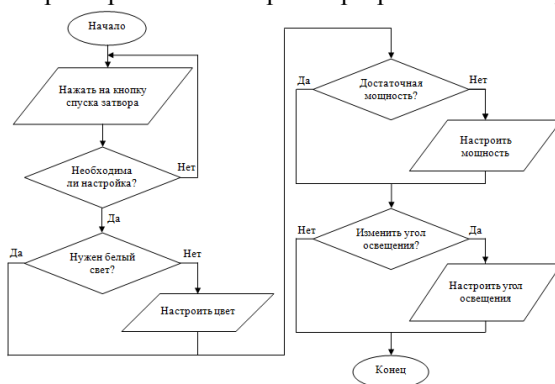 Начало
Нажать на кнопку
спуска затвора
Необходима
ли настройка?
Нет
Да
Да
Нужен белый
свет?
Нет
Настроить цвет
Да
Достаточная
мощность?
Нет
Настроить
мощность
Нет
Изменить угол
освещения?
Да
Настроить угол
освещения
Конец